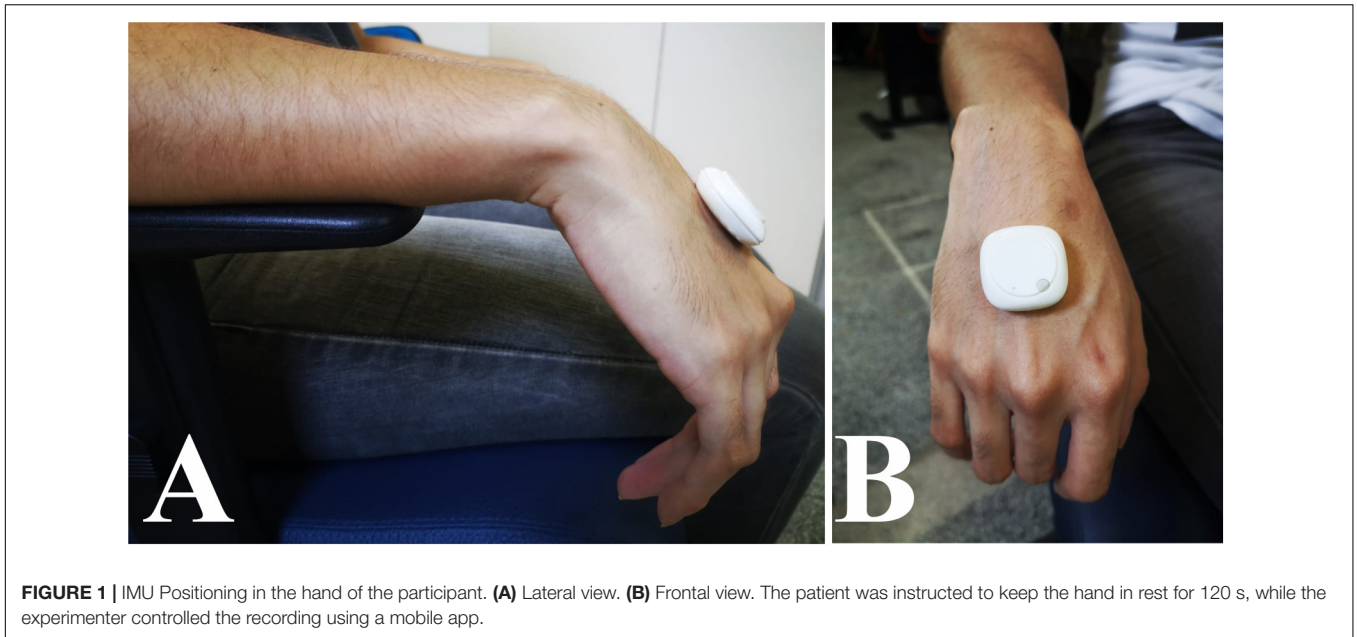 A
B
FIGURE 1 | IMU Positioning in the hand of the participant. (A) Lateral view. (B) Frontal view. The patient was instructed to keep the hand in rest for 120 s, while the
experimenter controlled the recording using a mobile app.